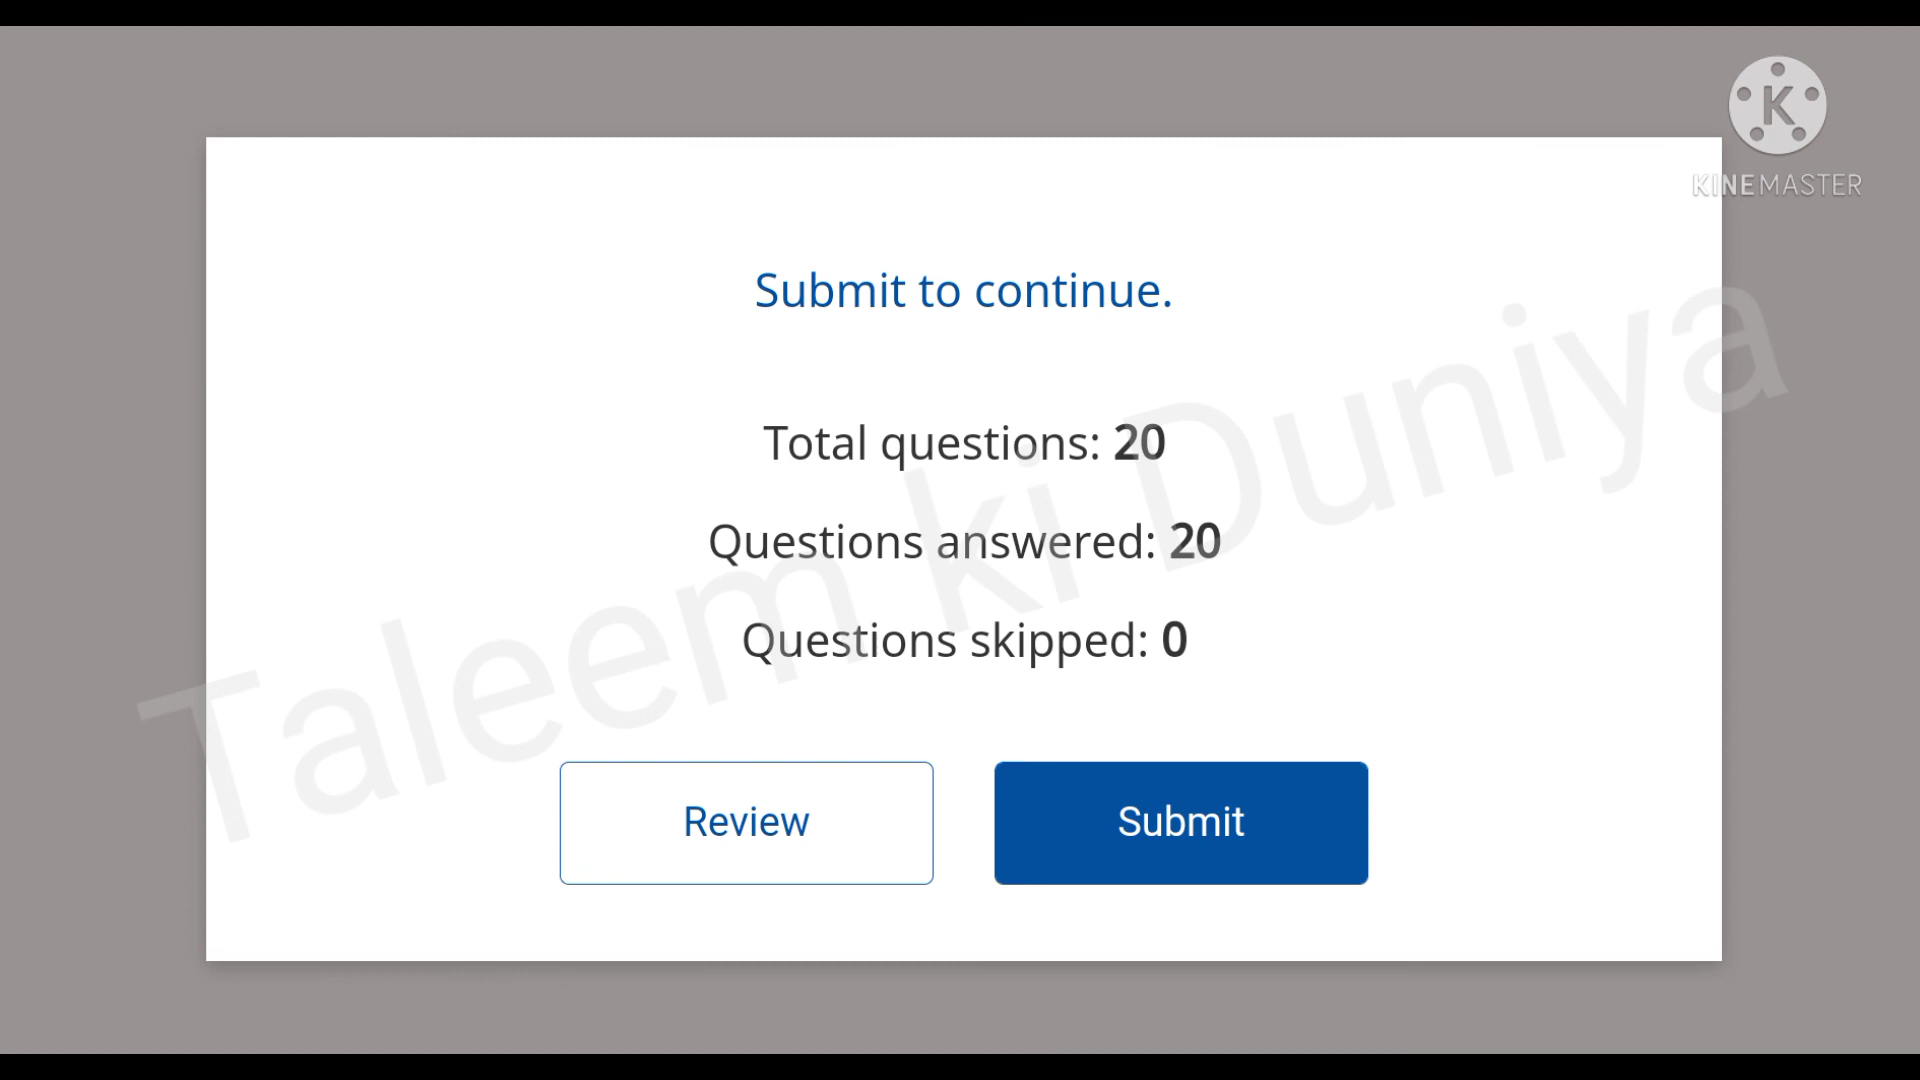 K
KINEMASTER
Submit to continue.
Total questions: 20
Questions answered: 20
Questions skipped: 0
Taleem ki Duniya
Review
Submit